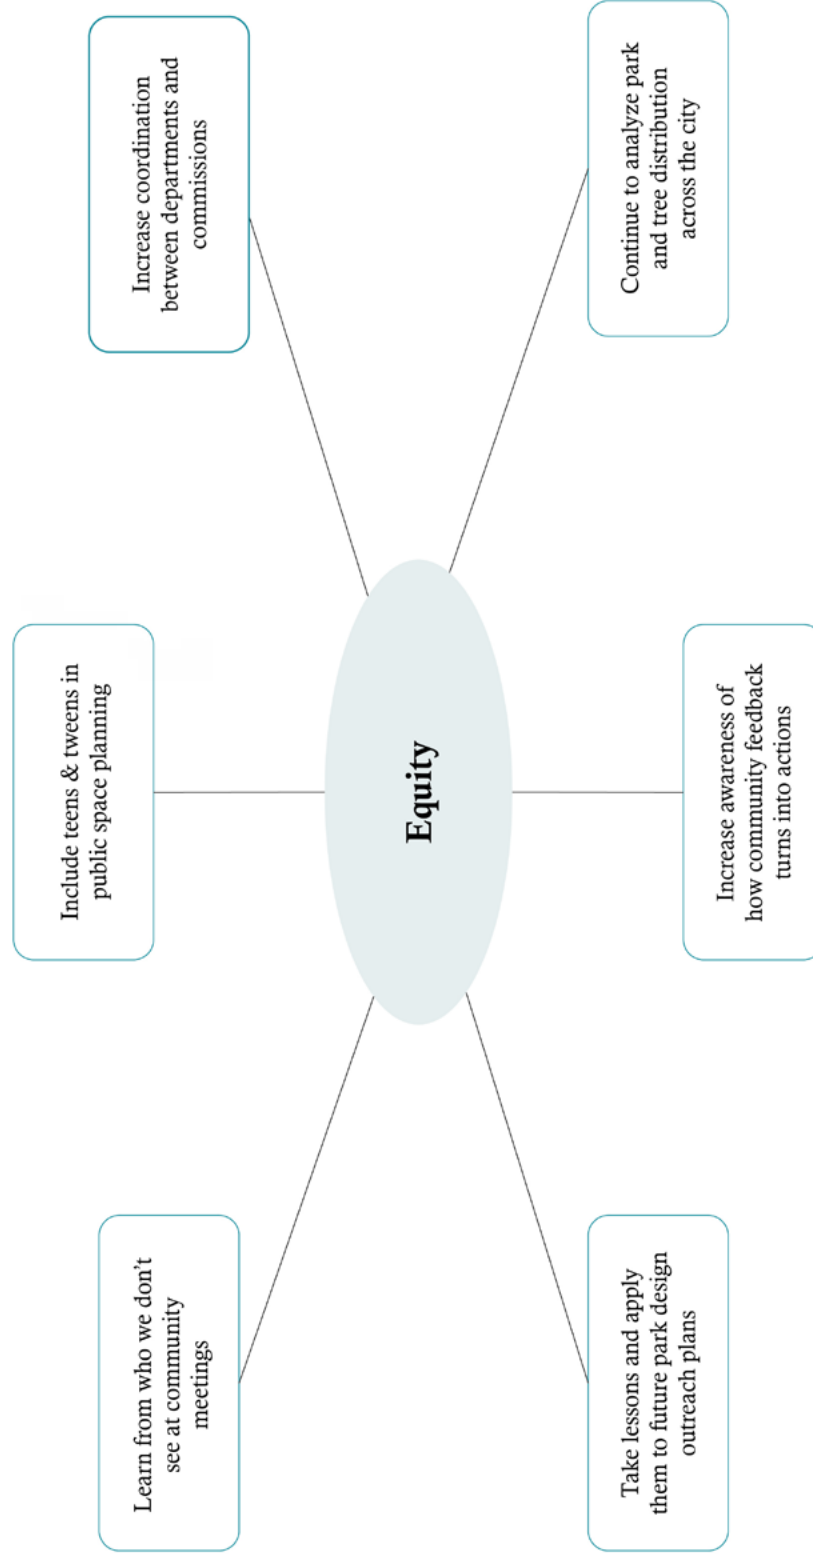 Learn from who we don’t
see at community
meetings
Include teens & tweens in
public space planning
Increase coordination
between departments and
commissions
Equity
Take lessons and apply
them to future park design
outreach plans
Increase awareness of
how community feedback
turns into actions
Continue to analyze park
and tree distribution
across the city